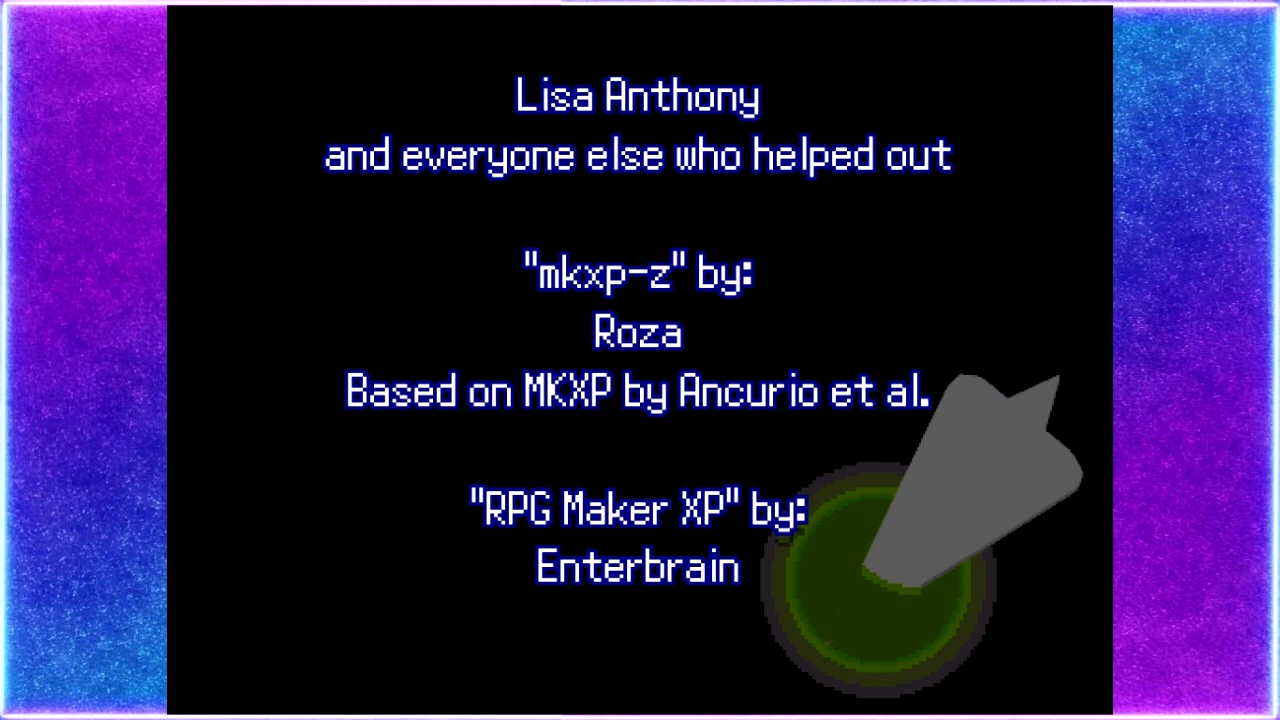 Lisa Anthony
and everyone else who helped out
"mkxp-z" by:
Roza
Based on MKXP by Ancurio et al.
"RPG Maker XP" by:
Enterbrain